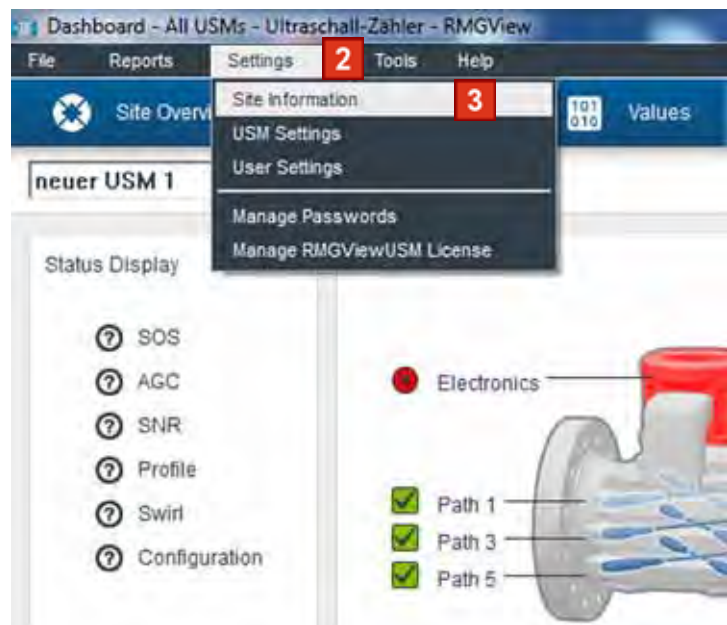 Dashboard - All USMs - Ultraschall-Zähler - RMGView
File Reports Settings 2 Tools Help
Site Information 3
Site Overvi
101
010
Values
USM Settings
User Settings
neuer USM 1
Manage Passwords
Manage RMGViewUSM License
Status Display
SOS
AGC
Electronics
SNR
Profile
Path 1
Swirl
Path 3
Configuration
Path 5